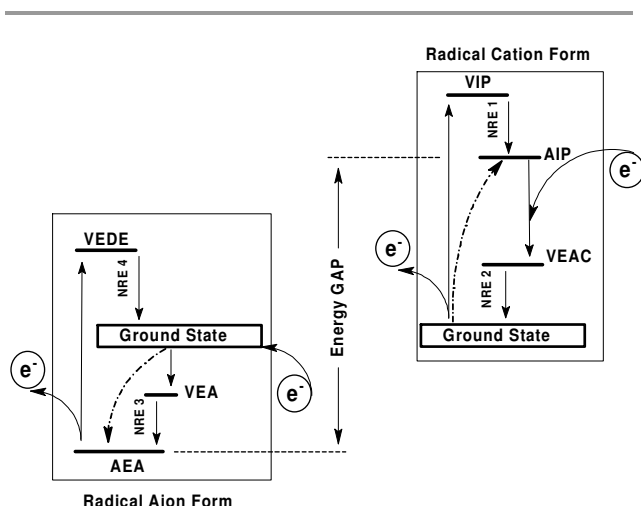 Radical Cation Form
VIP
NRE 1
AIP
e-
VEAC
e-
NRE 2
Ground State
Energy GAP
VEDE
NRE 4
Ground State
e-
VEA
e-
NRE 3
AEA
Radical Aion Form